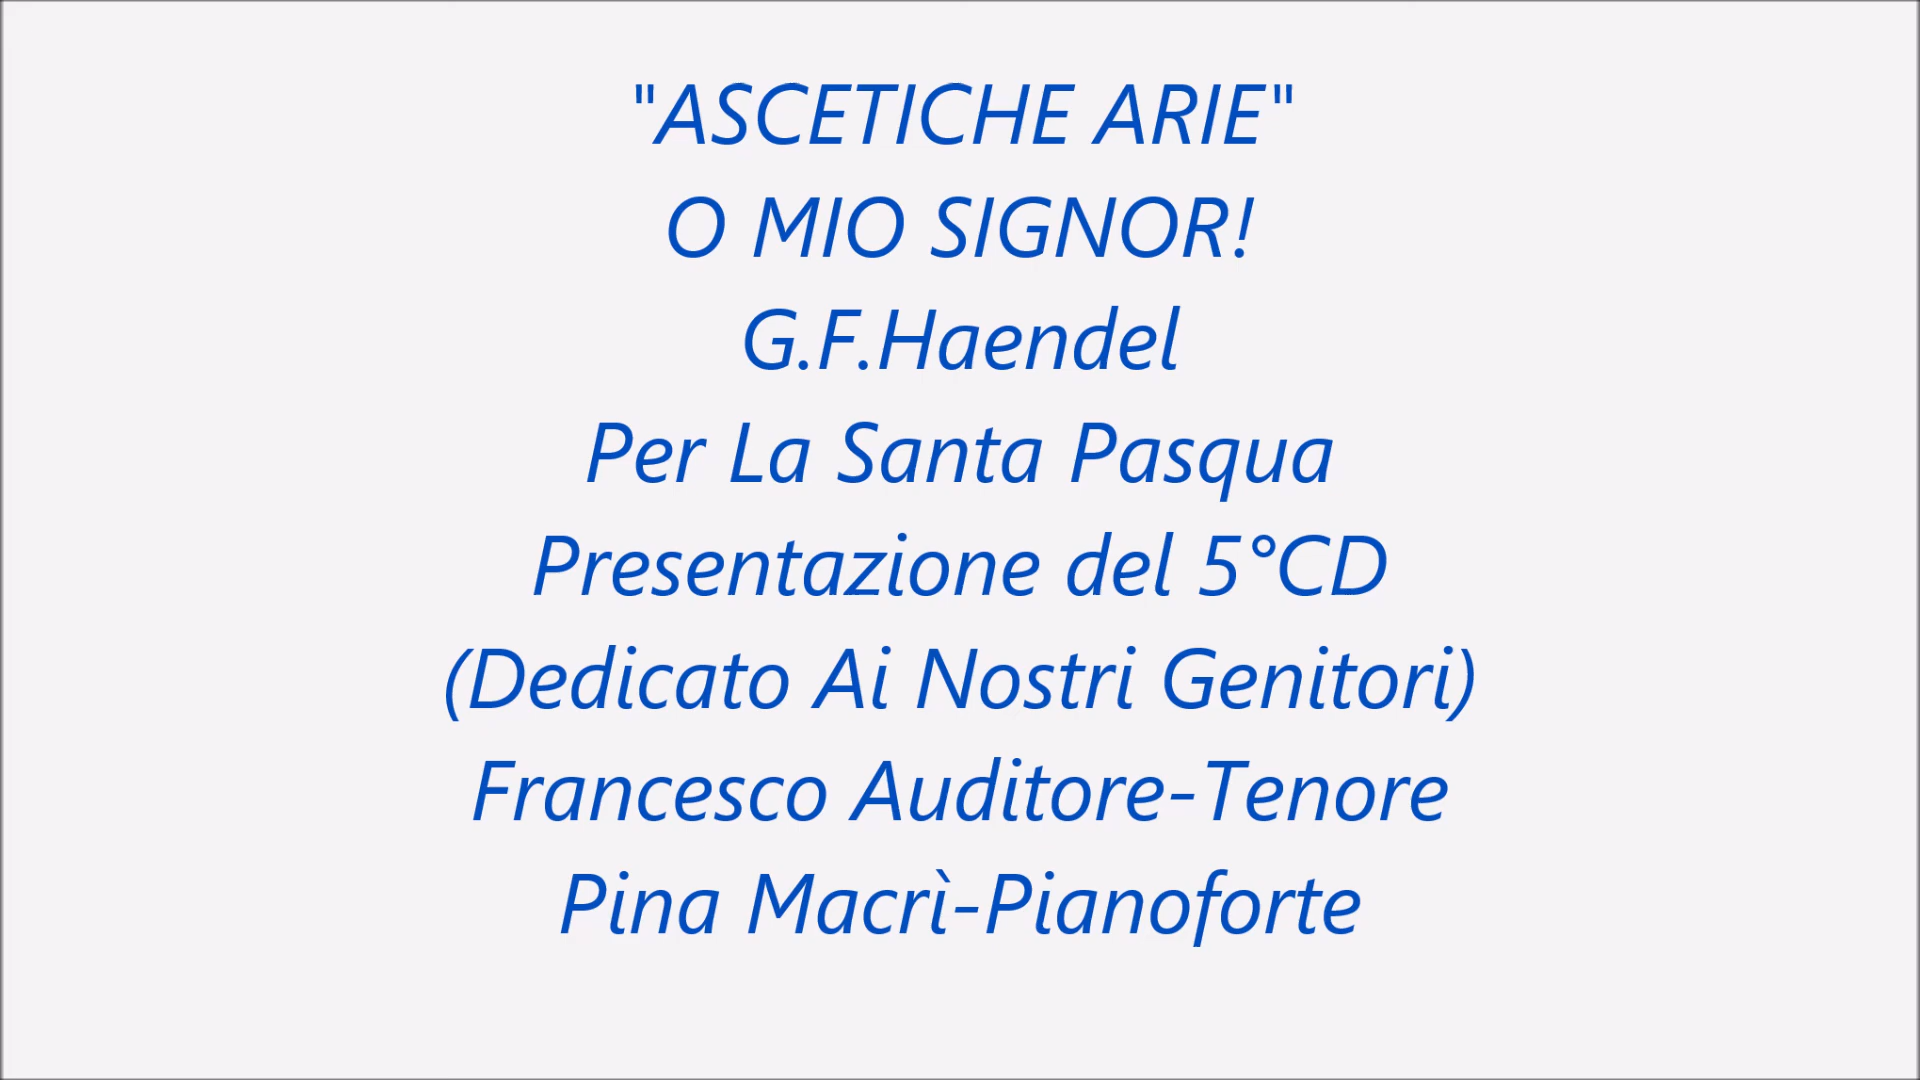 "ASCETICHE ARIE"
O MIO SIGNOR!
G.F.Haendel
Per La Santa Pasqua
Presentazione del 5°CD
(Dedicato Ai Nostri Genitori)
Francesco Auditore-Tenore
Pina Macrì-Pianoforte